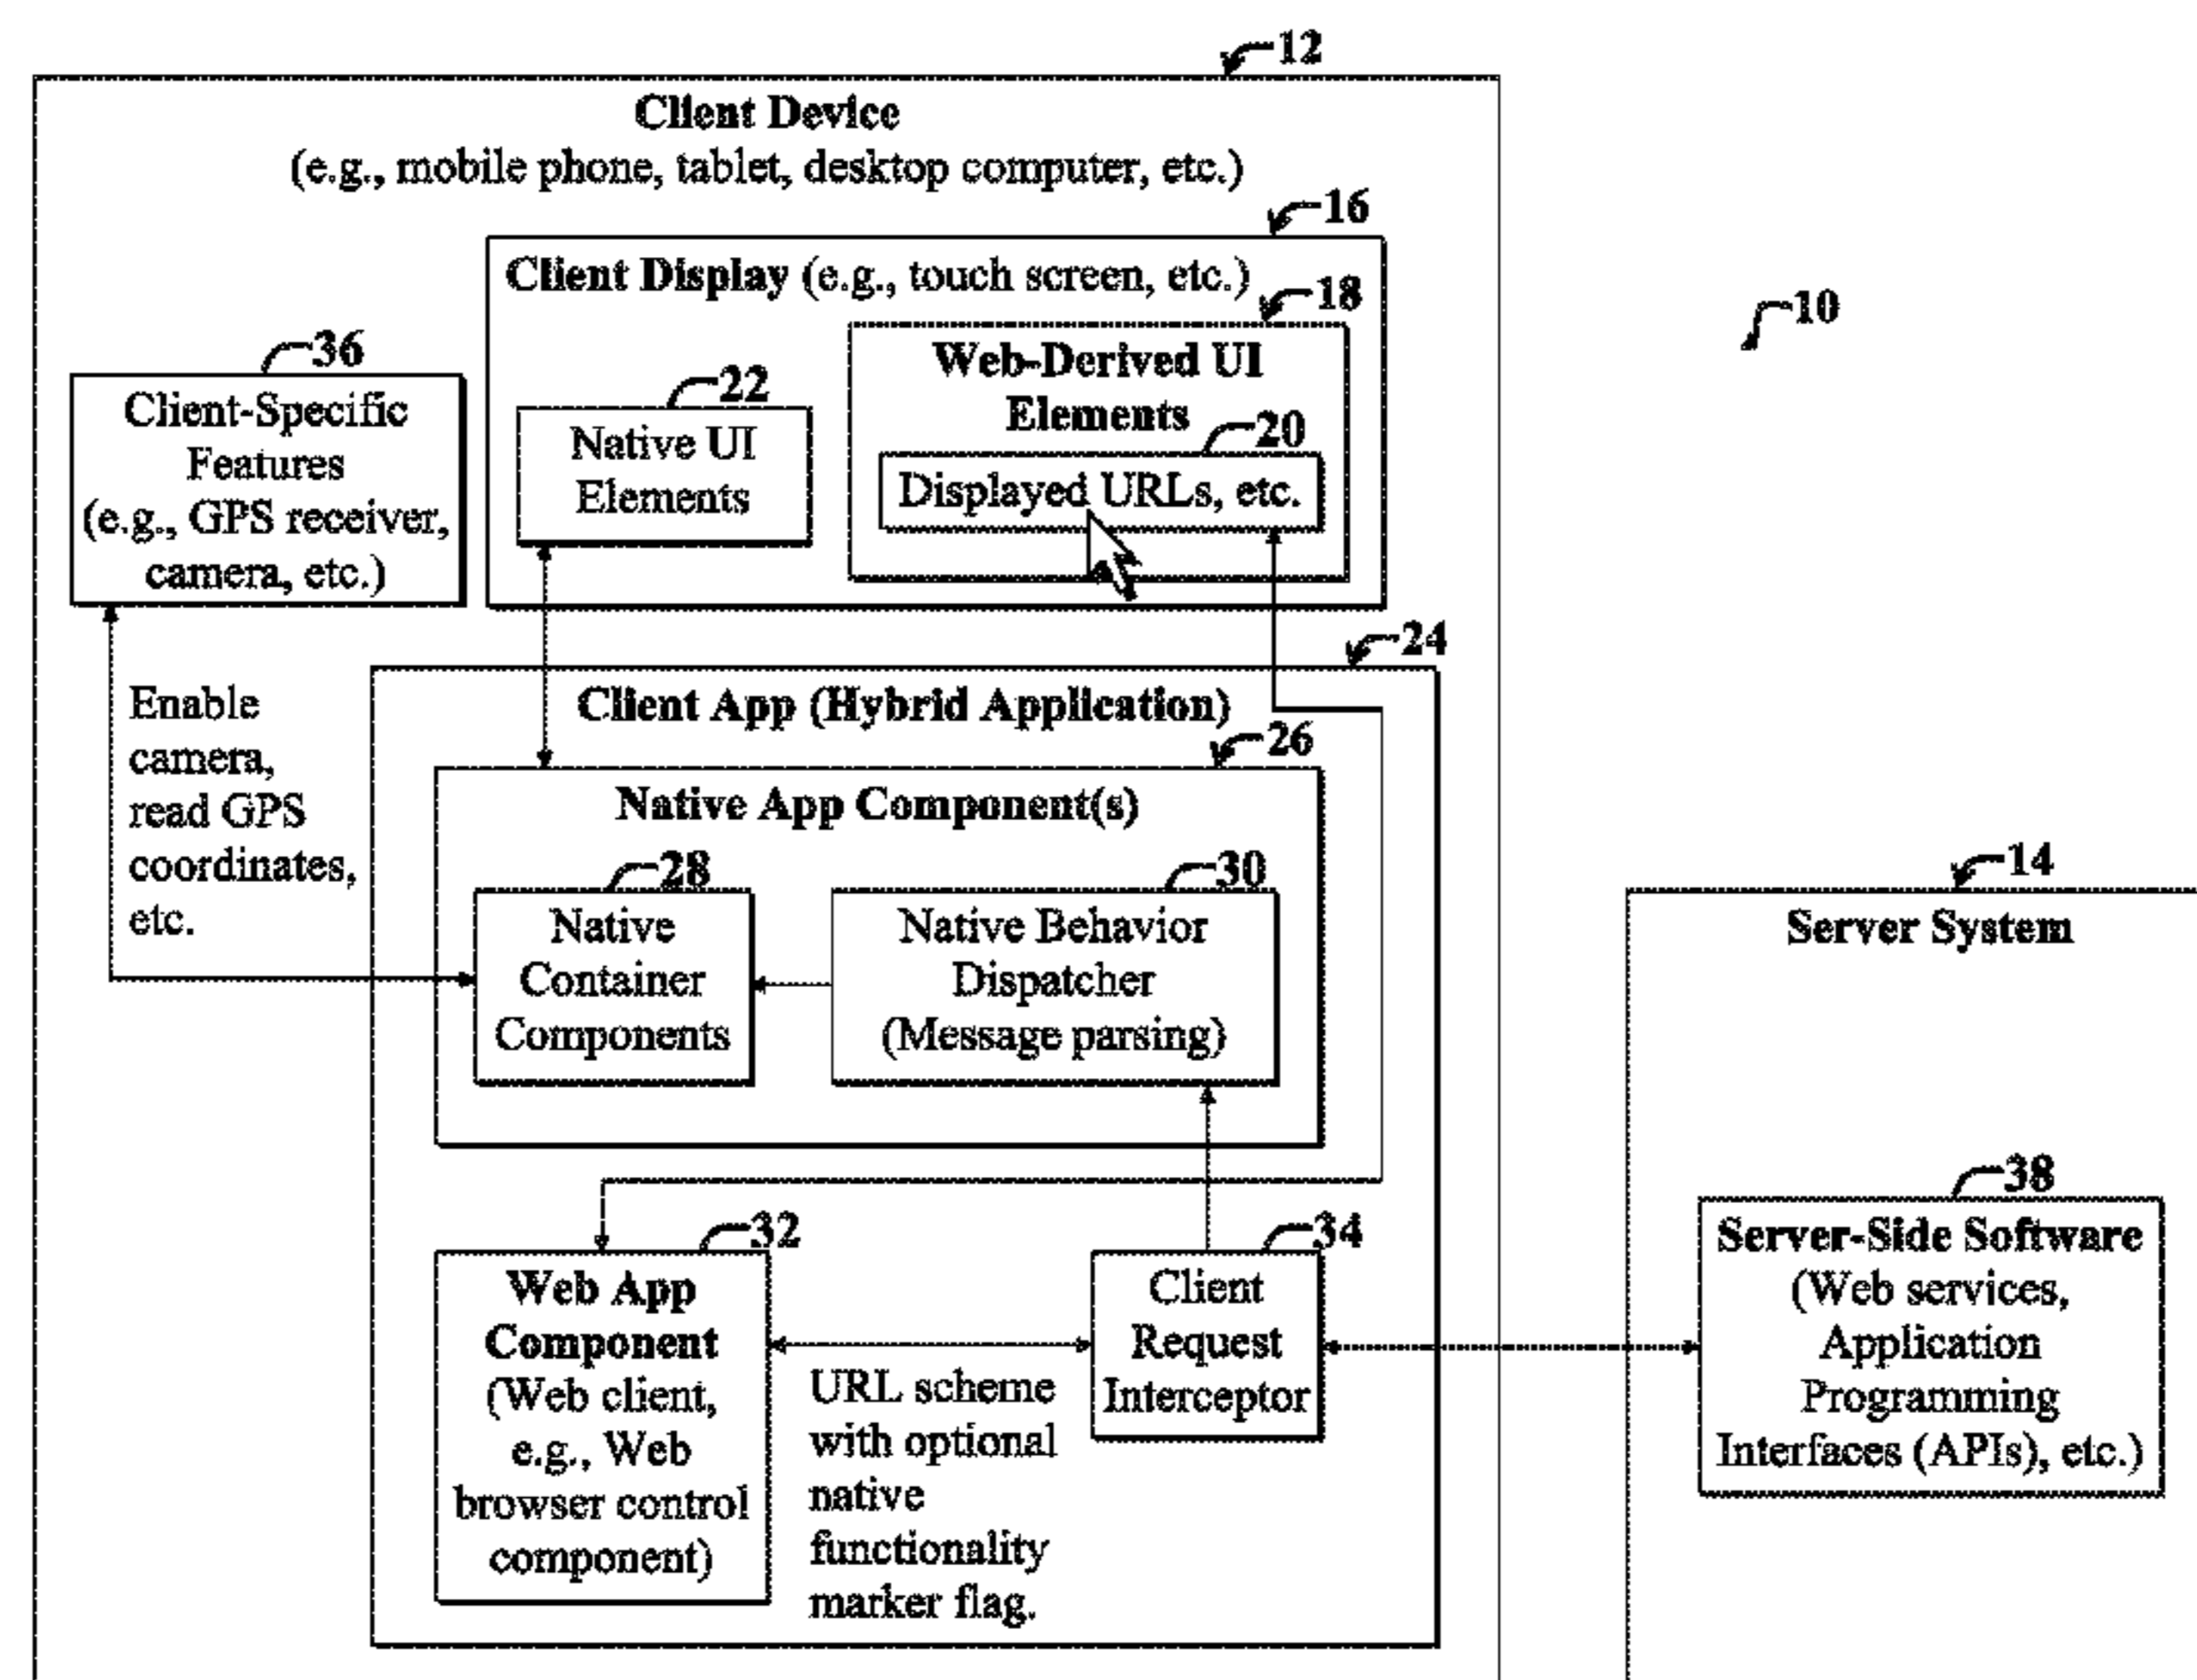 12
Client Device
(e.g., mobile phone, tablet, desktop computer, etc.)
16
Client Display (e.g., touch screen, etc.)
18
10
Web-Derived UI
Elements
36
Client-Specific
Features
(e.g., GPS receiver,
camera, etc.)
22
Native UI
Elements
20
Displayed URLs, etc.
24
Client App (Hybrid Application)
Enable
camera,
read GPS
coordinates,
etc.
26
Native App Component(s)
28
Native
Container
Components
30
Native Behavior
Dispatcher
(Message parsing)
14
Server System
32
Web App
Component
(Web client,
e.g., Web
browser control
component)
URL scheme
with optional
native
functionality
marker flag.
34
Client
Request
Interceptor
38
Server-Side Software
(Web services,
Application
Programming
Interfaces (APIs), etc.)